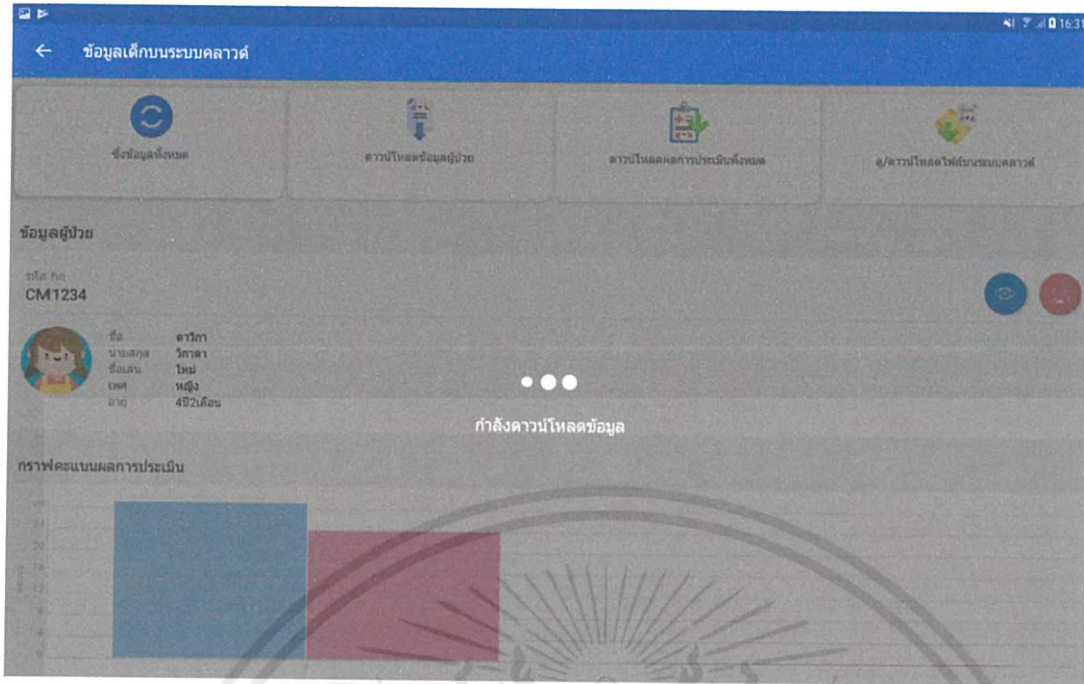 16:31
ข้อมูลเด็กบนระบบคลาวด์
ซิ้งข้อมูลทั้งหมด
ดาวน์โหลดข้อมูลผู้ป่วย
ดาวน์โหลดผลการประเมินทั้งหมด
ดู/ดาวน์โหลดไฟล์บนระบบคลาวด์
ข้อมูลผู้ป่วย
รหัส กก
CM1234
ชื่อ ดาวิกา
นามสกุล วิกาดา
ชื่อเล่น ใหม่
เพศ หญิง
อายุ 4ปี2เดือน
กำลังดาวน์โหลดข้อมูล
กราฟคะแนนผลการประเมิน